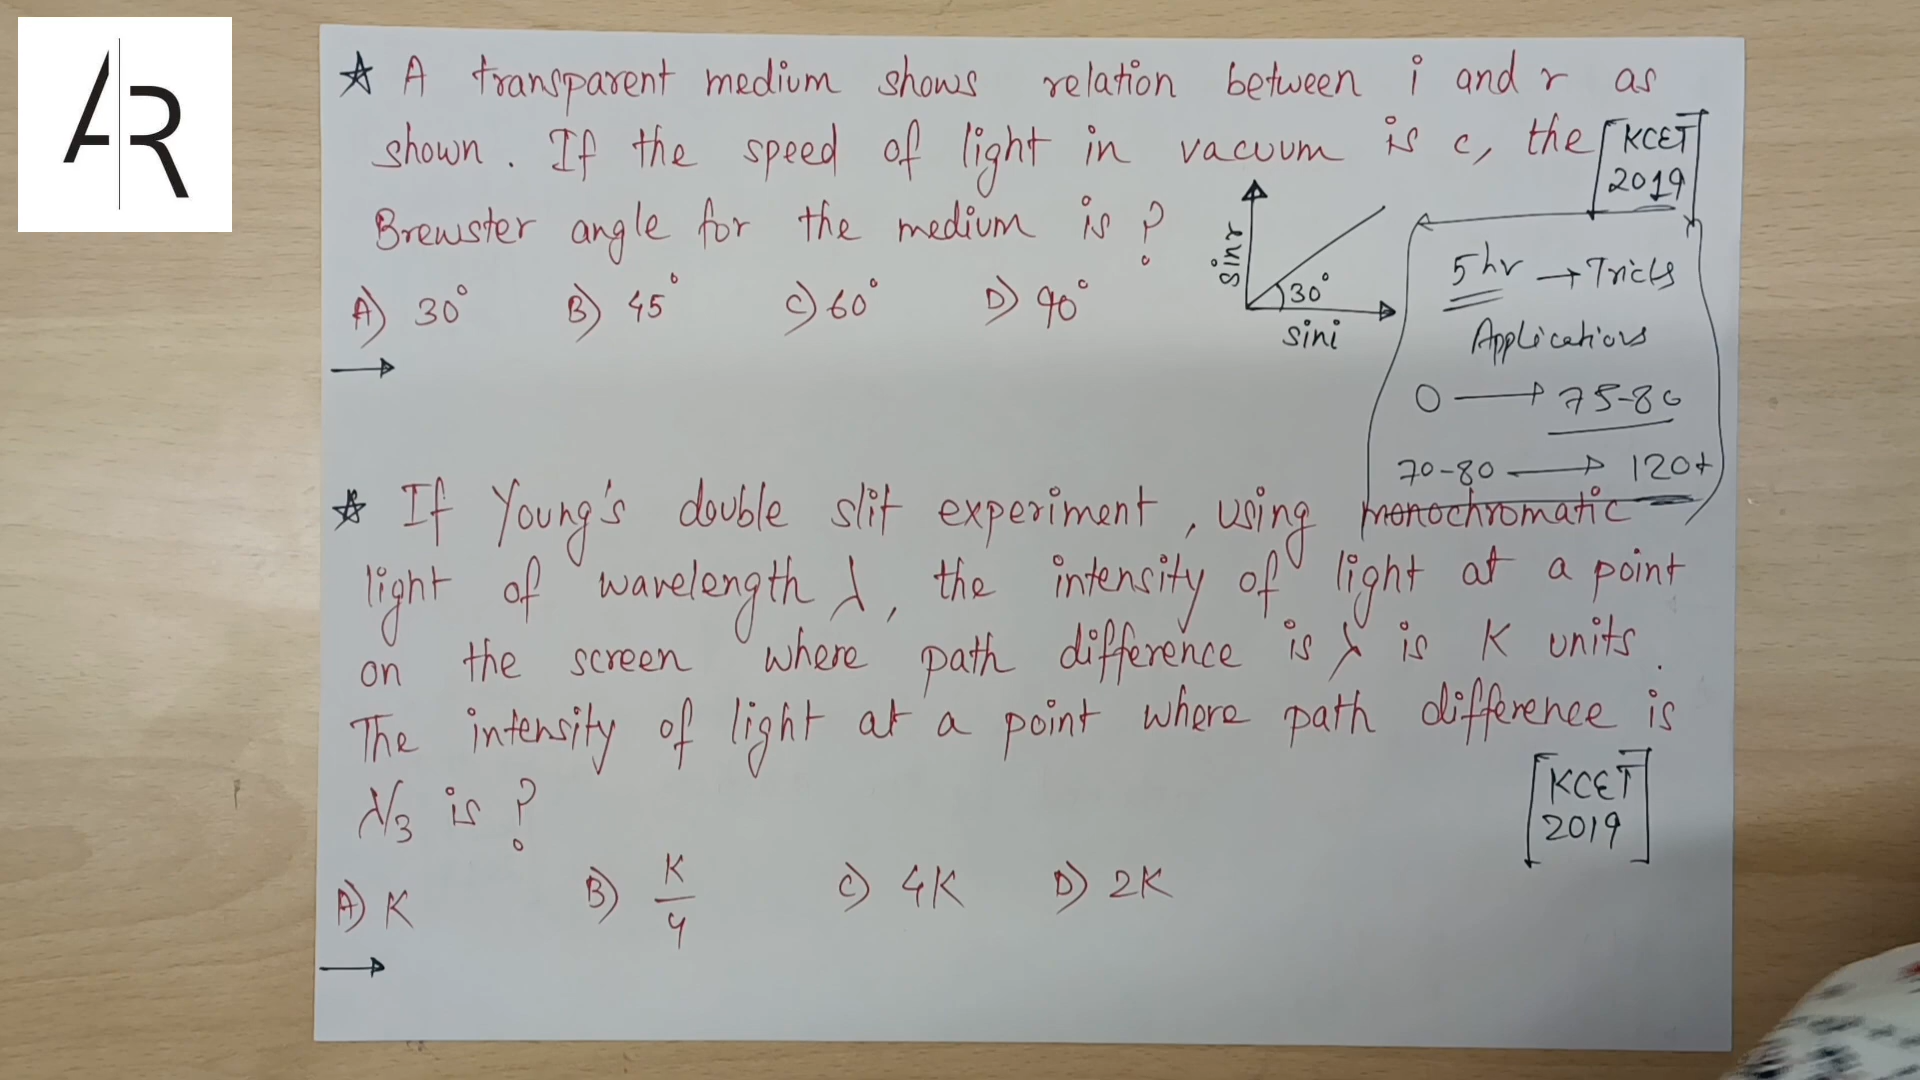 AR
☆ A transparent medium shows relation between i and r as
shown. If the speed of light in vacuum is c, the
[KCET
2019]
Brewster angle for the medium is ?
A) 30° B) 45° C) 60° D) 90°
sin r
30°
sin i
5hr → Tricks
Applications
0 → 75-80
70-80 → 120+
☆ If Young's double slit experiment, using monochromatic
light of wavelength λ, the intensity of light at a point
on the screen where path difference is λ is K units.
The intensity of light at a point where path difference is
λ/3 is ?
[KCET
2019]
A) K B) K/4 C) 4K D) 2K